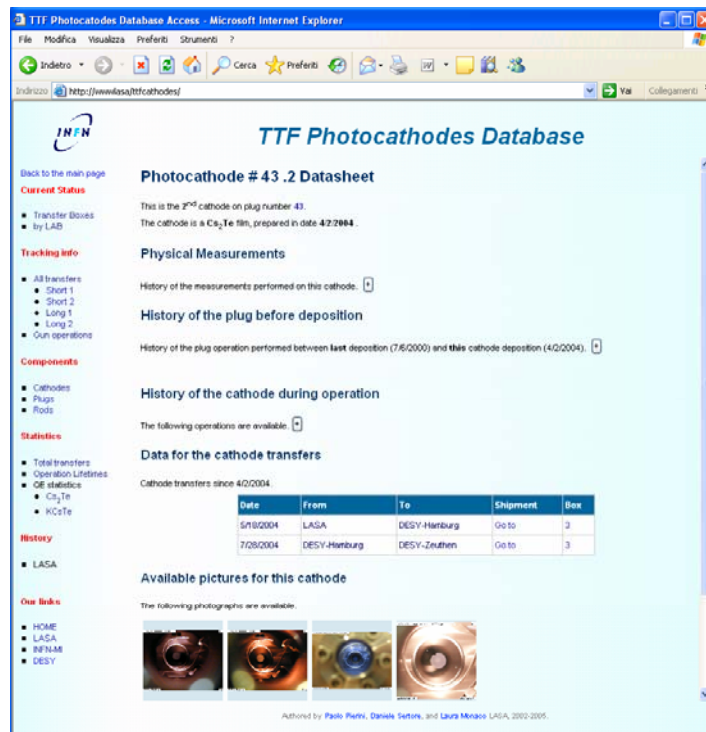 TTF Photocatodes Database Access - Microsoft Internet Explorer
File Modifica Visualizza Preferiti Strumenti ?
Indietro Cerca Preferiti
Indirizzo http://wwwlasa/ttfcathodes/ Vai Collegamenti
INFN
TTF Photocathodes Database
Back to the main page
Current Status
Transfer Boxes
by LAB
Tracking info
All transfers
Short 1
Short 2
Long 1
Long 2
Gun operations
Components
Cathodes
Plugs
Rods
Statistics
Total transfers
Operation Lifetimes
QE statistics
Cs2Te
KCsTe
History
LASA
Our links
HOME
LASA
INFN-MI
DESY
Photocathode # 43 .2 Datasheet
This is the 2nd cathode on plug number 43.
The cathode is a Cs2Te film, prepared in date 4/2/2004 .
Physical Measurements
History of the measurements performed on this cathode. +
History of the plug before deposition
History of the plug operation performed between last deposition (7/6/2000) and this cathode deposition (4/2/2004). +
History of the cathode during operation
The following operations are available. +
Data for the cathode transfers
Cathode transfers since 4/2/2004.
Date From To Shipment Box
5/18/2004 LASA DESY-Hamburg Go to 3
7/28/2004 DESY-Hamburg DESY-Zeuthen Go to 3
Available pictures for this cathode
The following photographs are available.
Authored by Paolo Pierini, Daniele Sertore, and Laura Monaco LASA, 2002-2005.